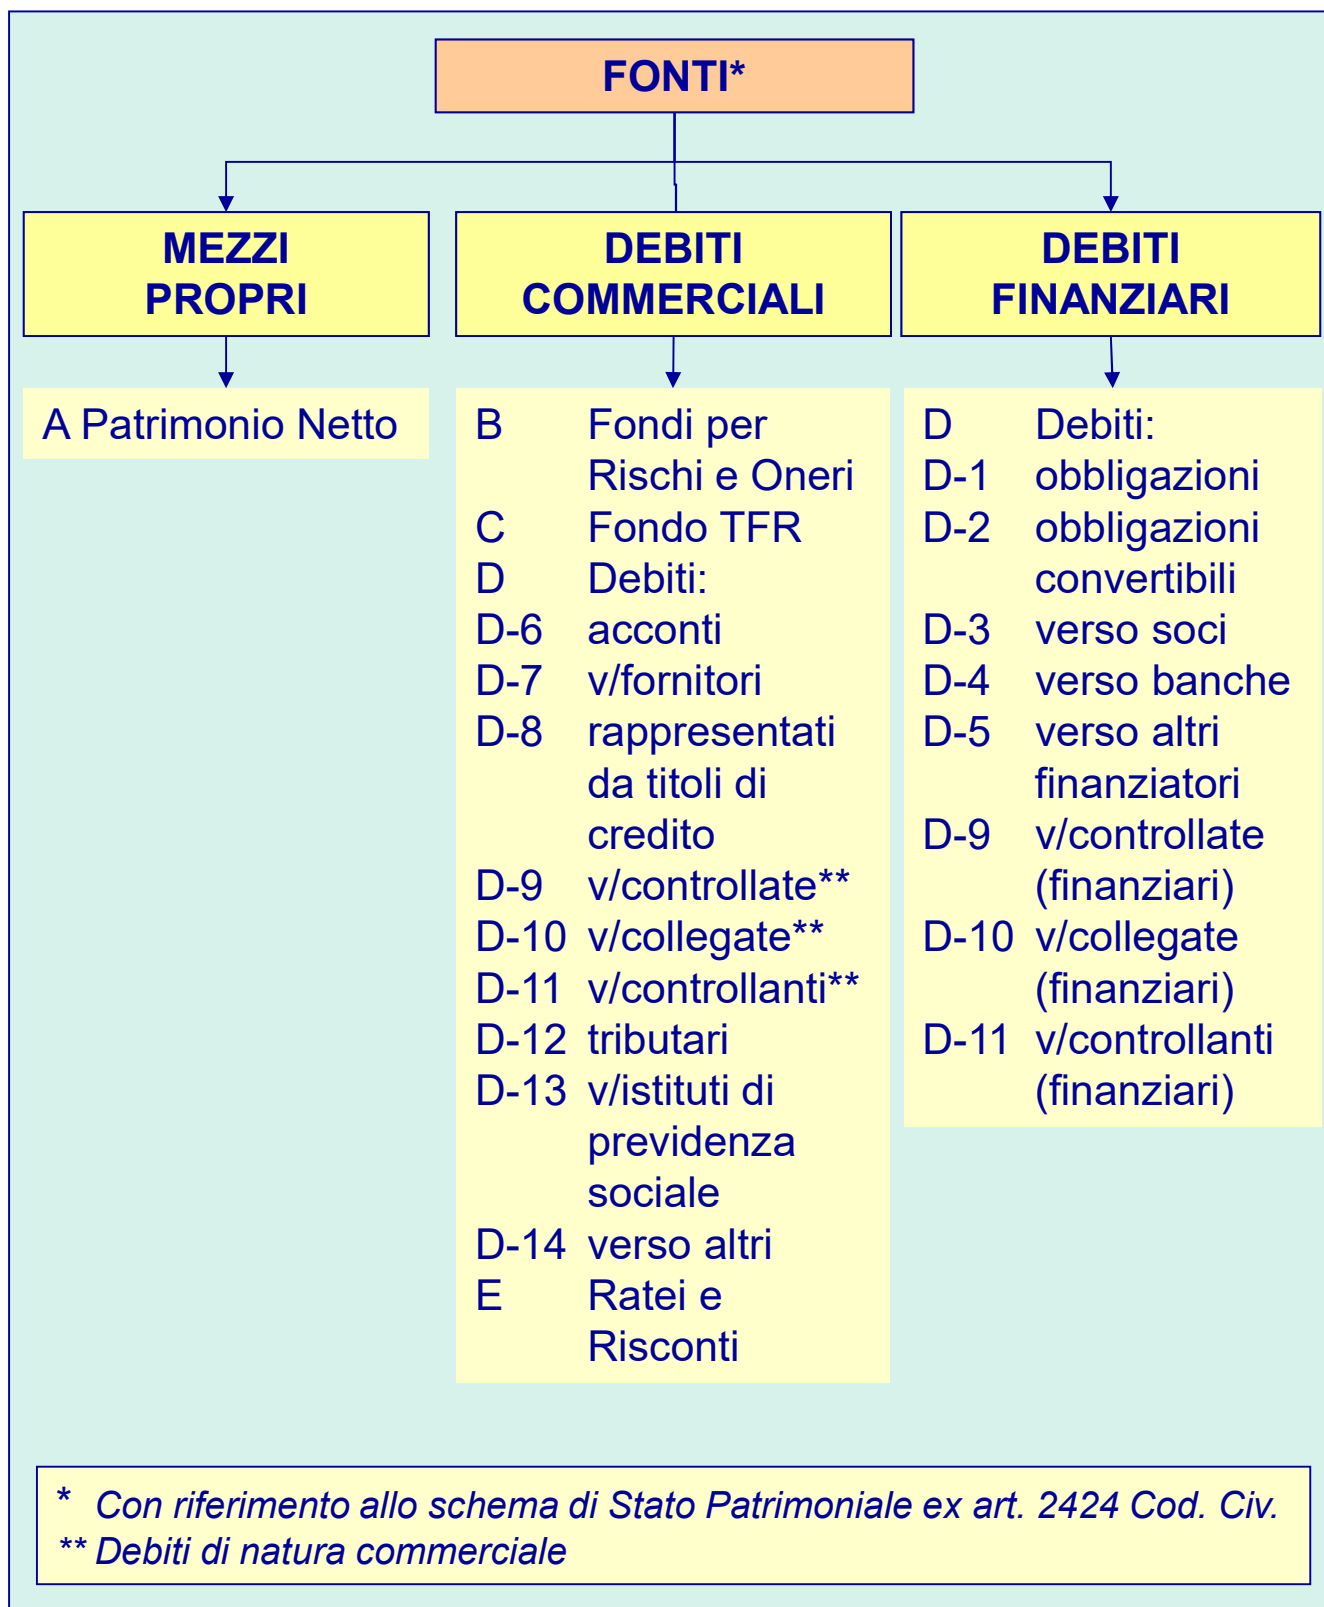 FONTI*
MEZZI
PROPRI
DEBITI
COMMERCIALI
DEBITI
FINANZIARI
A Patrimonio Netto
B Fondi per
Rischi e Oneri
C Fondo TFR
D Debiti:
D-6 acconti
D-7 v/fornitori
D-8 rappresentati
da titoli di
credito
D-9 v/controllate**
D-10 v/collegate**
D-11 v/controllanti**
D-12 tributari
D-13 v/istituti di
previdenza
sociale
D-14 verso altri
E Ratei e
Risconti
D Debiti:
D-1 obbligazioni
D-2 obbligazioni
convertibili
D-3 verso soci
D-4 verso banche
D-5 verso altri
finanziatori
D-9 v/controllate
(finanziari)
D-10 v/collegate
(finanziari)
D-11 v/controllanti
(finanziari)
* Con riferimento allo schema di Stato Patrimoniale ex art. 2424 Cod. Civ.
** Debiti di natura commerciale